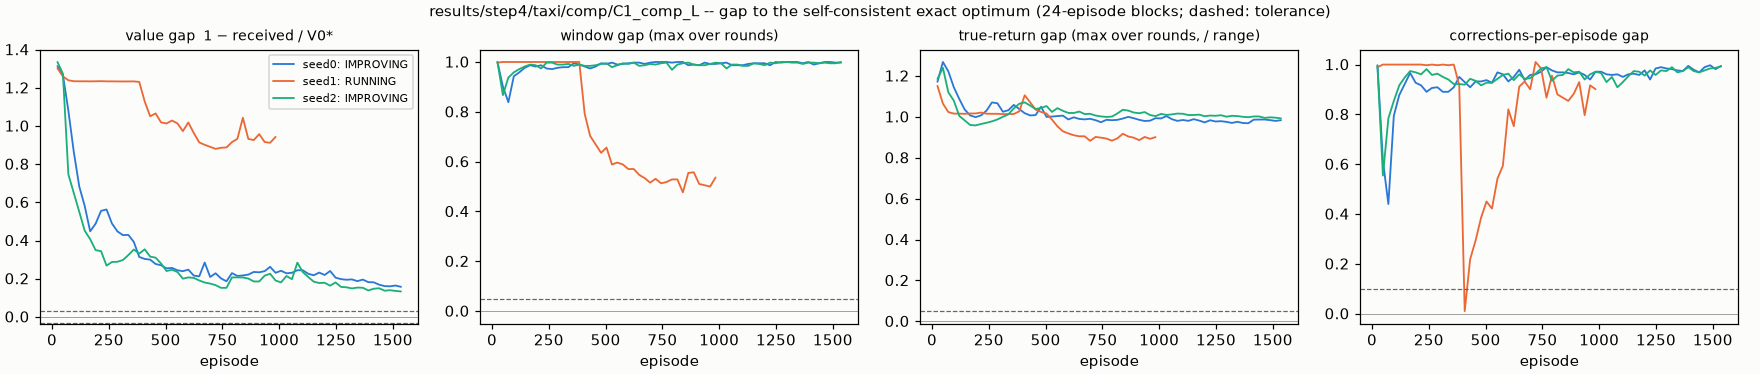 results/step4/taxi/comp/C1_comp_L -- gap to the self-consistent exact optimum (24-episode blocks; dashed: tolerance)
value gap 1 − received / V0*
1.4
1.2
1.0
0.8
0.6
0.4
0.2
0.0
0 250 500 750 1000 1250 1500
episode
seed0: IMPROVING
seed1: RUNNING
seed2: IMPROVING
window gap (max over rounds)
1.0
0.8
0.6
0.4
0.2
0.0
0 250 500 750 1000 1250 1500
episode
true-return gap (max over rounds, / range)
1.2
1.0
0.8
0.6
0.4
0.2
0.0
0 250 500 750 1000 1250 1500
episode
corrections-per-episode gap
1.0
0.8
0.6
0.4
0.2
0.0
0 250 500 750 1000 1250 1500
episode